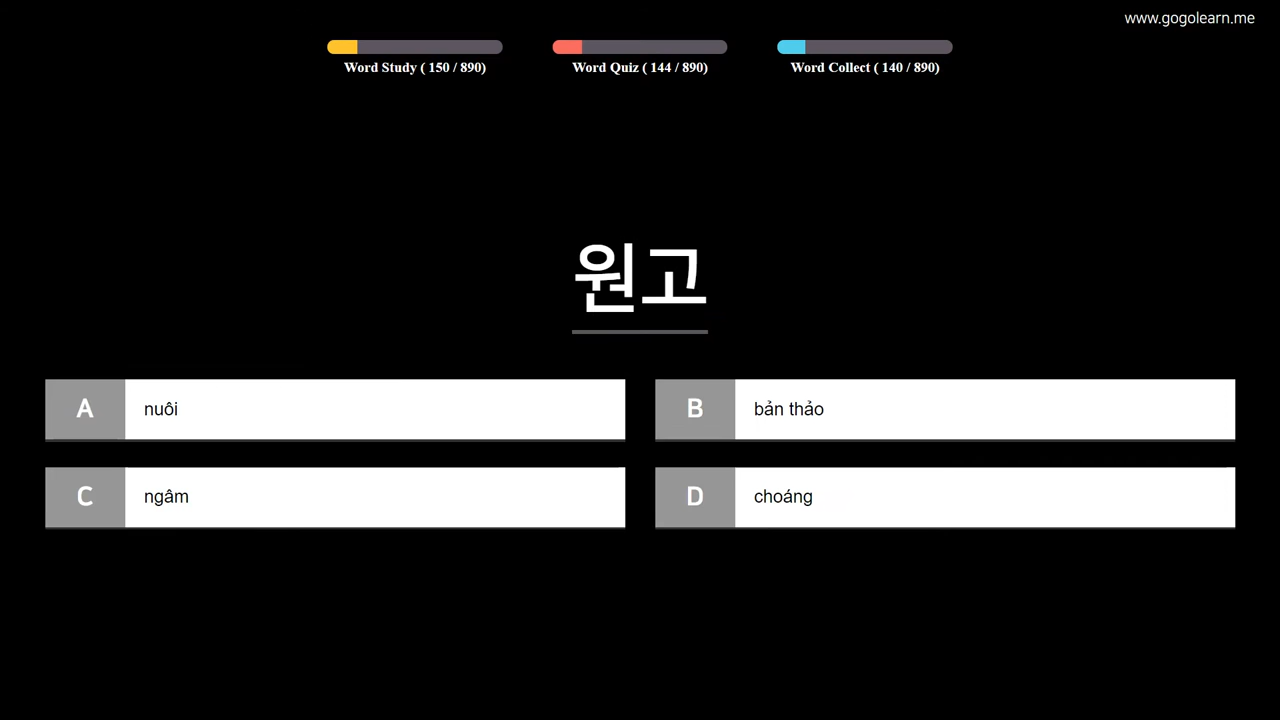 www.gogolearn.me
Word Study ( 150 / 890)
Word Quiz ( 144 / 890)
Word Collect ( 140 / 890)
원고
A nuôi
B bản thảo
C ngâm
D choáng